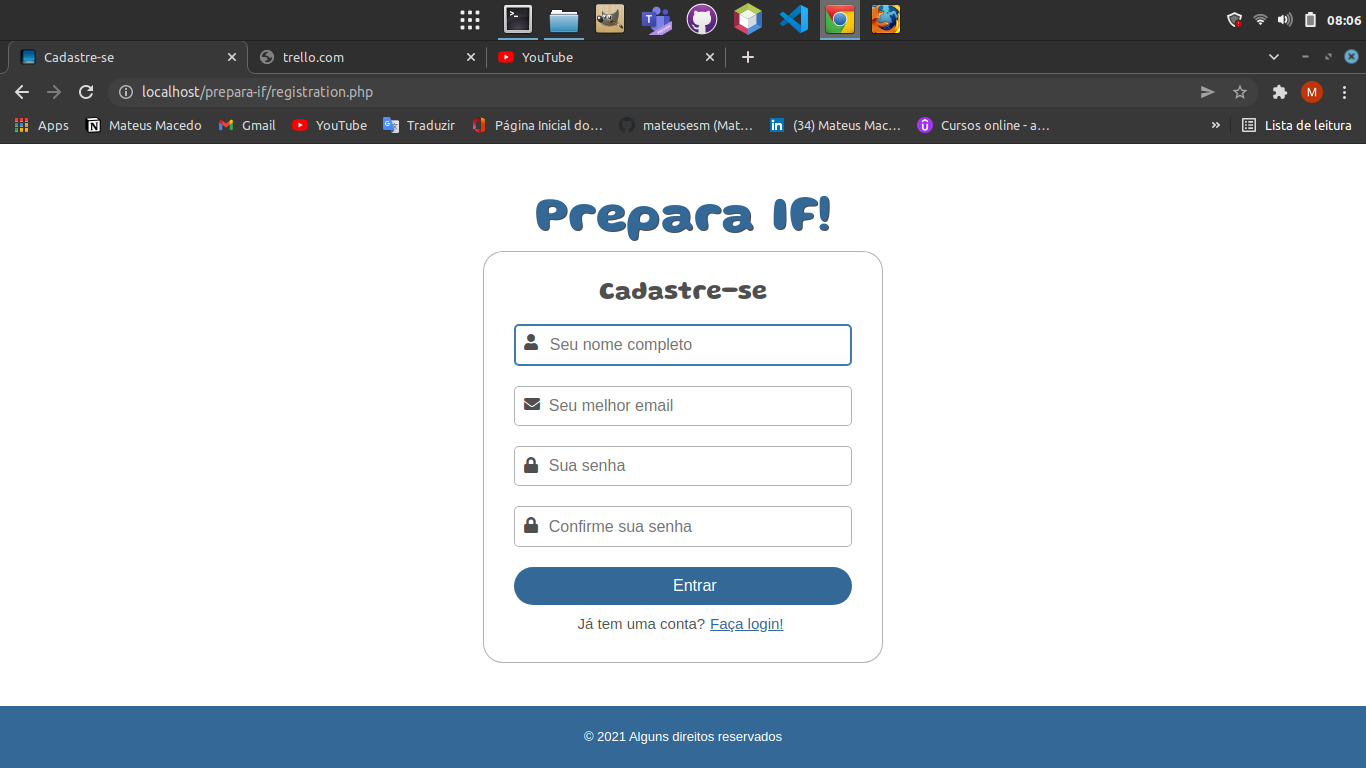 08:06
Cadastre-se
trello.com
YouTube
localhost/prepara-if/registration.php
M
Apps
Mateus Macedo
Gmail
YouTube
Traduzir
Página Inicial do...
mateusesm (Mat...
(34) Mateus Mac...
Cursos online - a...
»
Lista de leitura
Prepara IF!
Cadastre-se
Seu nome completo
Seu melhor email
Sua senha
Confirme sua senha
Entrar
Já tem uma conta? Faça login!
© 2021 Alguns direitos reservados